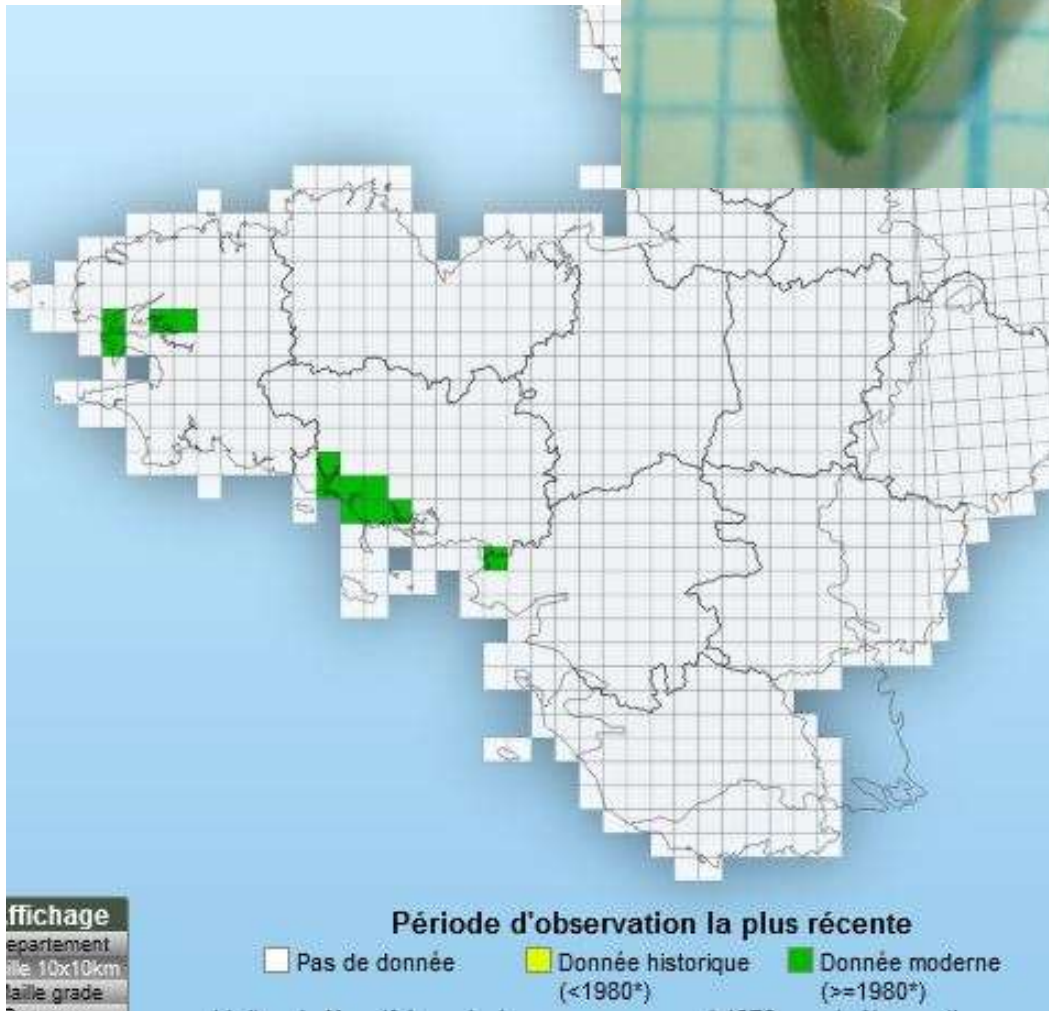 ffichage
epartement
ille 10x10km
Maille grade
Période d'observation la plus récente
Pas de donnée
Donnée historique
(<1980*)
Donnée moderne
(>=1980*)